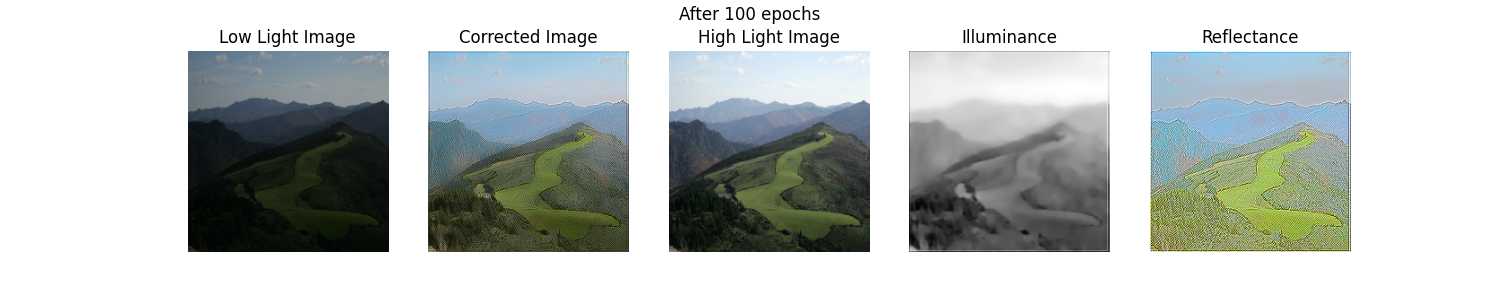 After 100 epochs
Low Light Image
Corrected Image
High Light Image
Illuminance
Reflectance